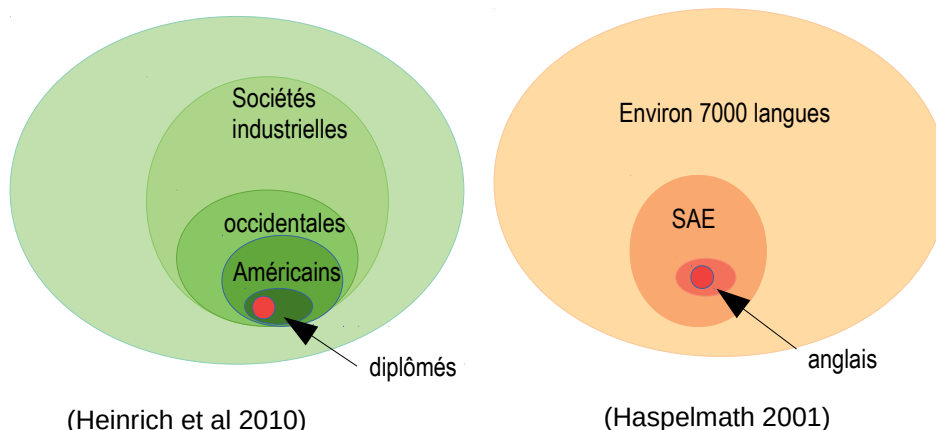 Sociétés
industrielles
occidentales
Américains
diplômés
(Heinrich et al 2010)
Environ 7000 langues
SAE
anglais
(Haspelmath 2001)